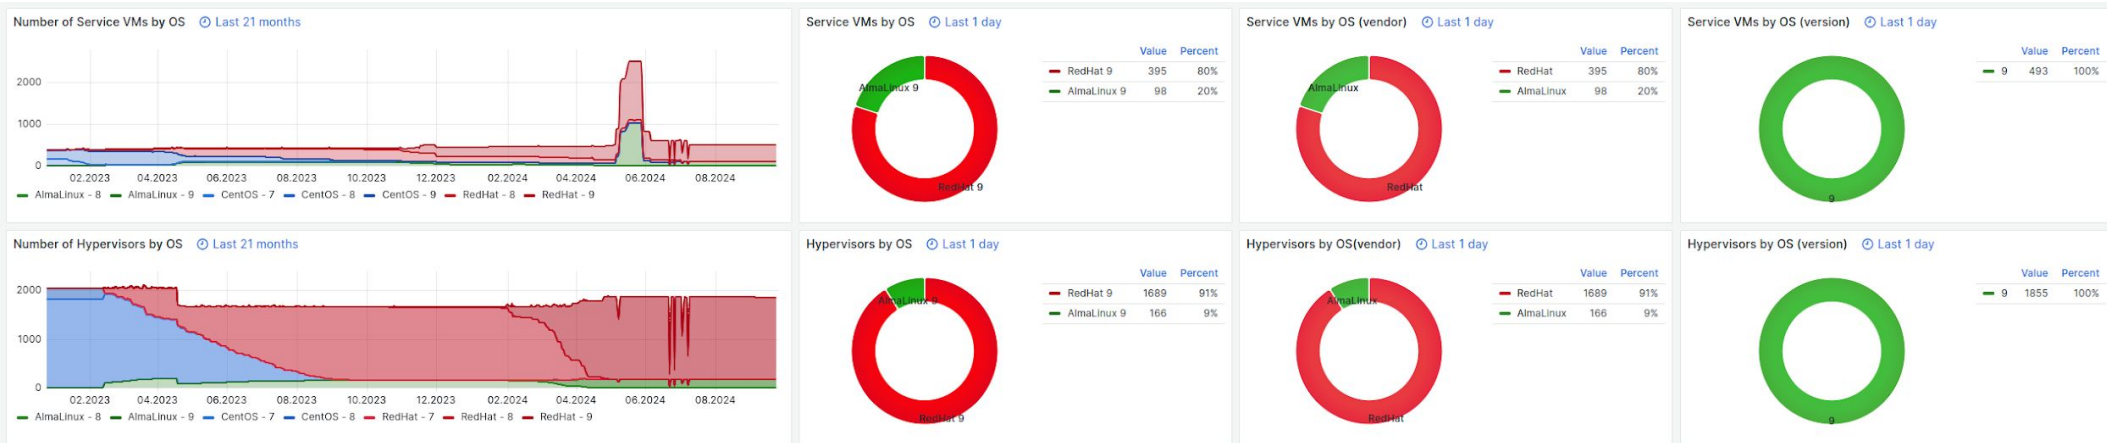 Number of Service VMs by OS Last 21 months
2000
1000
0
02.2023 04.2023 06.2023 08.2023 10.2023 12.2023 02.2024 04.2024 06.2024 08.2024
AlmaLinux - 8 AlmaLinux - 9 CentOS - 7 CentOS - 8 CentOS - 9 RedHat - 8 RedHat - 9
Service VMs by OS Last 1 day
AlmaLinux 9
RedHat 9
Value Percent
RedHat 9 395 80%
AlmaLinux 9 98 20%
Service VMs by OS (vendor) Last 1 day
AlmaLinux
RedHat
Value Percent
RedHat 395 80%
AlmaLinux 98 20%
Service VMs by OS (version) Last 1 day
9
Value Percent
9 493 100%
Number of Hypervisors by OS Last 21 months
2000
1000
0
02.2023 04.2023 06.2023 08.2023 10.2023 12.2023 02.2024 04.2024 06.2024 08.2024
AlmaLinux - 8 AlmaLinux - 9 CentOS - 7 CentOS - 8 RedHat - 7 RedHat - 8 RedHat - 9
Hypervisors by OS Last 1 day
AlmaLinux 9
RedHat 9
Value Percent
RedHat 9 1689 91%
AlmaLinux 9 166 9%
Hypervisors by OS(vendor) Last 1 day
AlmaLinux
RedHat
Value Percent
RedHat 1689 91%
AlmaLinux 166 9%
Hypervisors by OS (version) Last 1 day
9
Value Percent
9 1855 100%